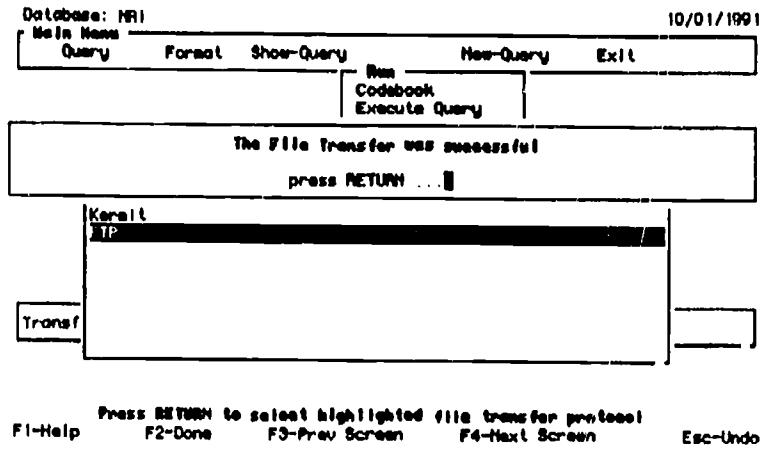 Database: NRI 10/01/1991
Main Menu
Query Format Show-Query New-Query Exit
Run
Codebook
Execute Query
The File Transfer was successful
press RETURN ...
Kermit
FTP
Transf
Press RETURN to select highlighted file transfer protocol
F1-Help F2-Done F3-Prev Screen F4-Next Screen Esc-Undo